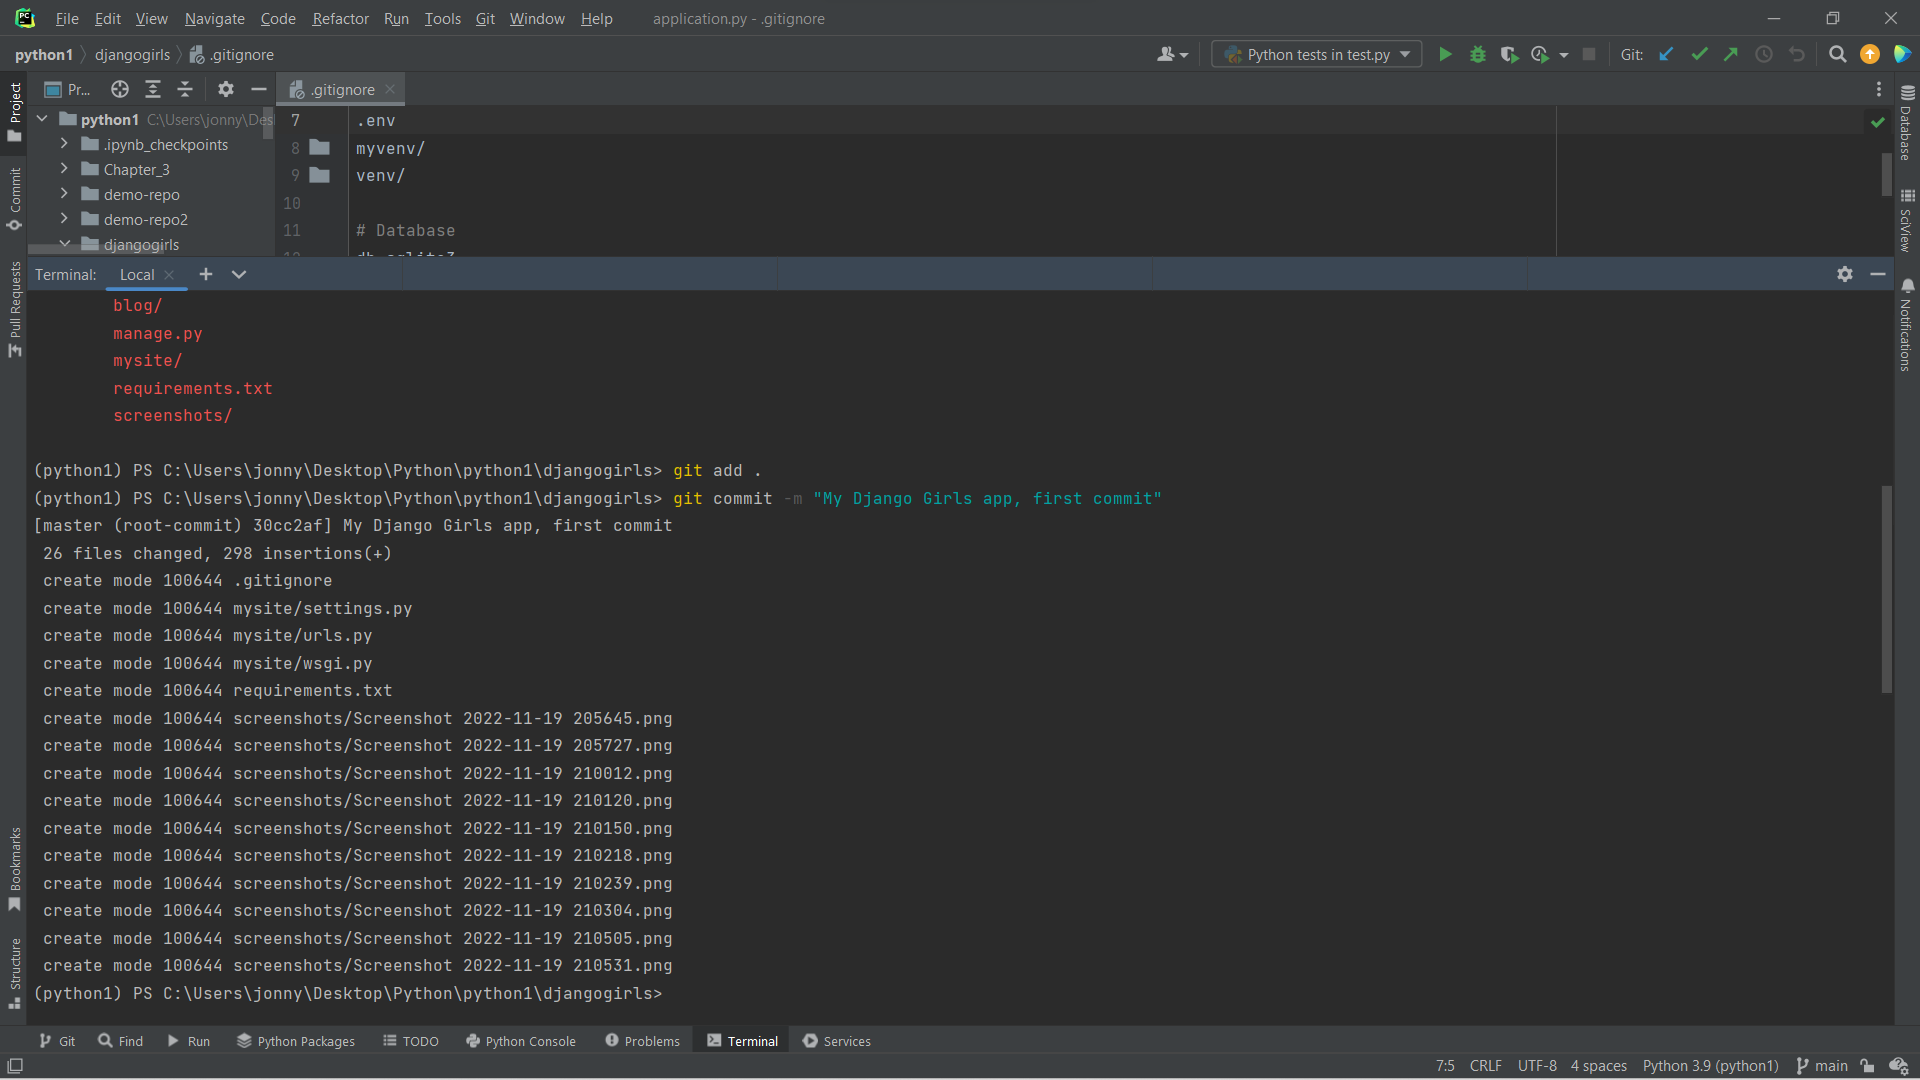 File Edit View Navigate Code Refactor Run Tools Git Window Help application.py - .gitignore
python1 djangogirls .gitignore Python tests in test.py Git:
Project
Pr... .gitignore
python1 C:\Users\jonny\Des
.ipynb_checkpoints
Chapter_3
demo-repo
demo-repo2
djangogirls
7 .env
8 myvenv/
9 venv/
10
11 # Database
Commit
Pull Requests
Bookmarks
Structure
Database
SciView
Notifications
Terminal: Local
blog/
manage.py
mysite/
requirements.txt
screenshots/
(python1) PS C:\Users\jonny\Desktop\Python\python1\djangogirls> git add .
(python1) PS C:\Users\jonny\Desktop\Python\python1\djangogirls> git commit -m "My Django Girls app, first commit"
[master (root-commit) 30cc2af] My Django Girls app, first commit
26 files changed, 298 insertions(+)
create mode 100644 .gitignore
create mode 100644 mysite/settings.py
create mode 100644 mysite/urls.py
create mode 100644 mysite/wsgi.py
create mode 100644 requirements.txt
create mode 100644 screenshots/Screenshot 2022-11-19 205645.png
create mode 100644 screenshots/Screenshot 2022-11-19 205727.png
create mode 100644 screenshots/Screenshot 2022-11-19 210012.png
create mode 100644 screenshots/Screenshot 2022-11-19 210120.png
create mode 100644 screenshots/Screenshot 2022-11-19 210150.png
create mode 100644 screenshots/Screenshot 2022-11-19 210218.png
create mode 100644 screenshots/Screenshot 2022-11-19 210239.png
create mode 100644 screenshots/Screenshot 2022-11-19 210304.png
create mode 100644 screenshots/Screenshot 2022-11-19 210505.png
create mode 100644 screenshots/Screenshot 2022-11-19 210531.png
(python1) PS C:\Users\jonny\Desktop\Python\python1\djangogirls>
Git Find Run Python Packages TODO Python Console Problems Terminal Services
7:5 CRLF UTF-8 4 spaces Python 3.9 (python1) main